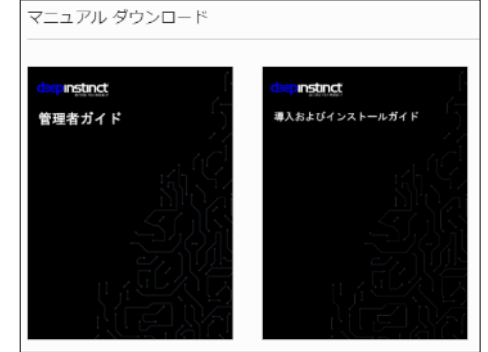 マニュアル ダウンロード
deepinstinct
管理者ガイド
deepinstinct
導入およびインストールガイド